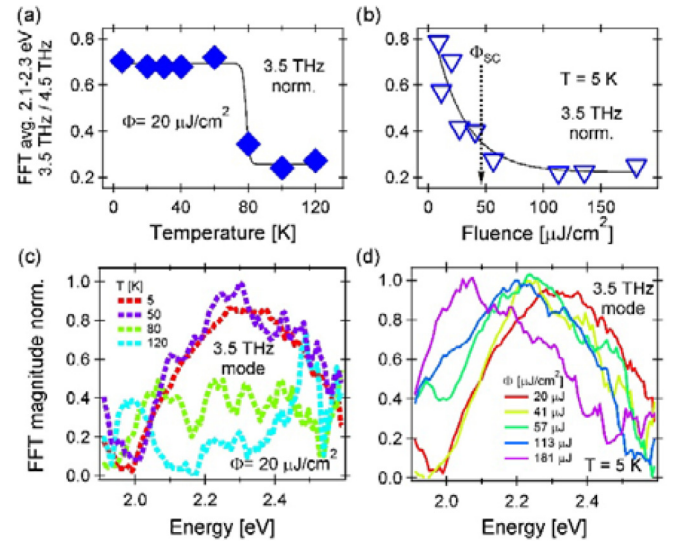 (a)
FFT avg. 2.1-2.3 eV
3.5 THz / 4.5 THz
0.8
0.6
0.4
0.2
3.5 THz
norm.
Φ= 20 μJ/cm²
0
40
80
120
Temperature [K]
(b)
0.8
0.6
0.4
0.2
Φsc
T = 5 K
3.5 THz
norm.
0
50
100
150
Fluence [μJ/cm²]
(c)
FFT magnitude norm.
1.0
0.8
0.6
0.4
0.2
0.0
T [K]
5
50
80
120
3.5 THz
mode
Φ= 20 μJ/cm²
2.0
2.2
2.4
Energy [eV]
(d)
1.0
0.8
0.6
0.4
0.2
0.0
3.5 THz
mode
Φ [μJ/cm²]
20 μJ
41 μJ
57 μJ
113 μJ
181 μJ
T = 5 K
2.0
2.2
2.4
Energy [eV]